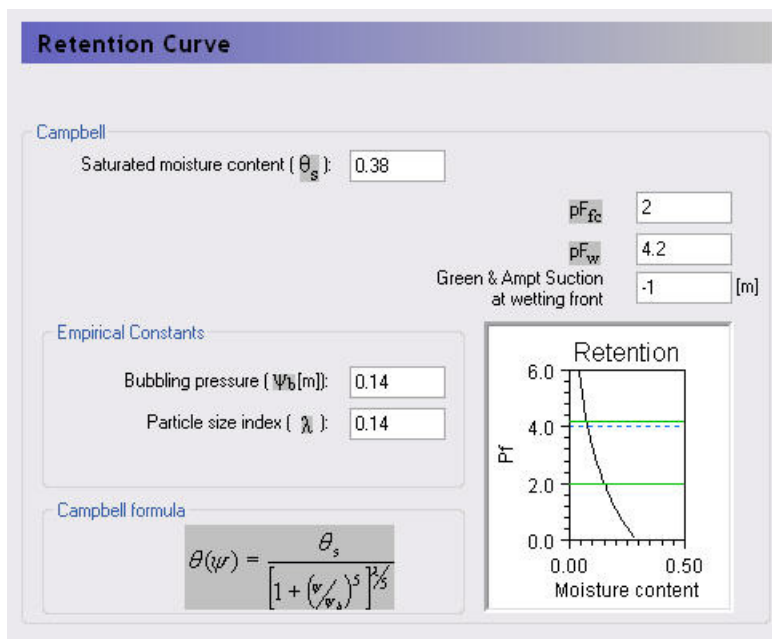 Retention Curve
Campbell
Saturated moisture content ( θs ): 0.38
pFfc 2
pFw 4.2
Green & Ampt Suction
at wetting front -1 [m]
Empirical Constants
Bubbling pressure ( Ψb[m]): 0.14
Particle size index ( λ ): 0.14
Campbell formula
θ(ψ) = θs / [1 + (ψ/ψb)^5]^λ/5
Retention
6.0
4.0
Pf
2.0
0.0
0.00 0.50
Moisture content